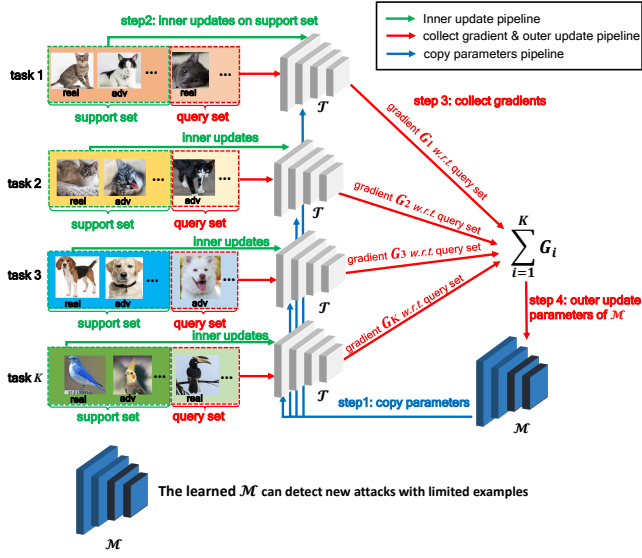 step2: inner updates on support set
Inner update pipeline
collect gradient & outer update pipeline
copy parameters pipeline
task 1
real
adv
...
real
...
support set
query set
𝒯
step 3: collect gradients
gradient G1 w.r.t. query set
inner updates
task 2
real
adv
...
adv
...
support set
query set
𝒯
gradient G2 w.r.t. query set
inner updates
task 3
real
adv
...
adv
...
support set
query set
𝒯
gradient G3 w.r.t. query set
K
∑ Gi
i=1
step 4: outer update
parameters of ℳ
inner updates
task K
real
adv
...
real
...
support set
query set
𝒯
gradient GK w.r.t. query set
step1: copy parameters
ℳ
The learned ℳ can detect new attacks with limited examples
ℳ